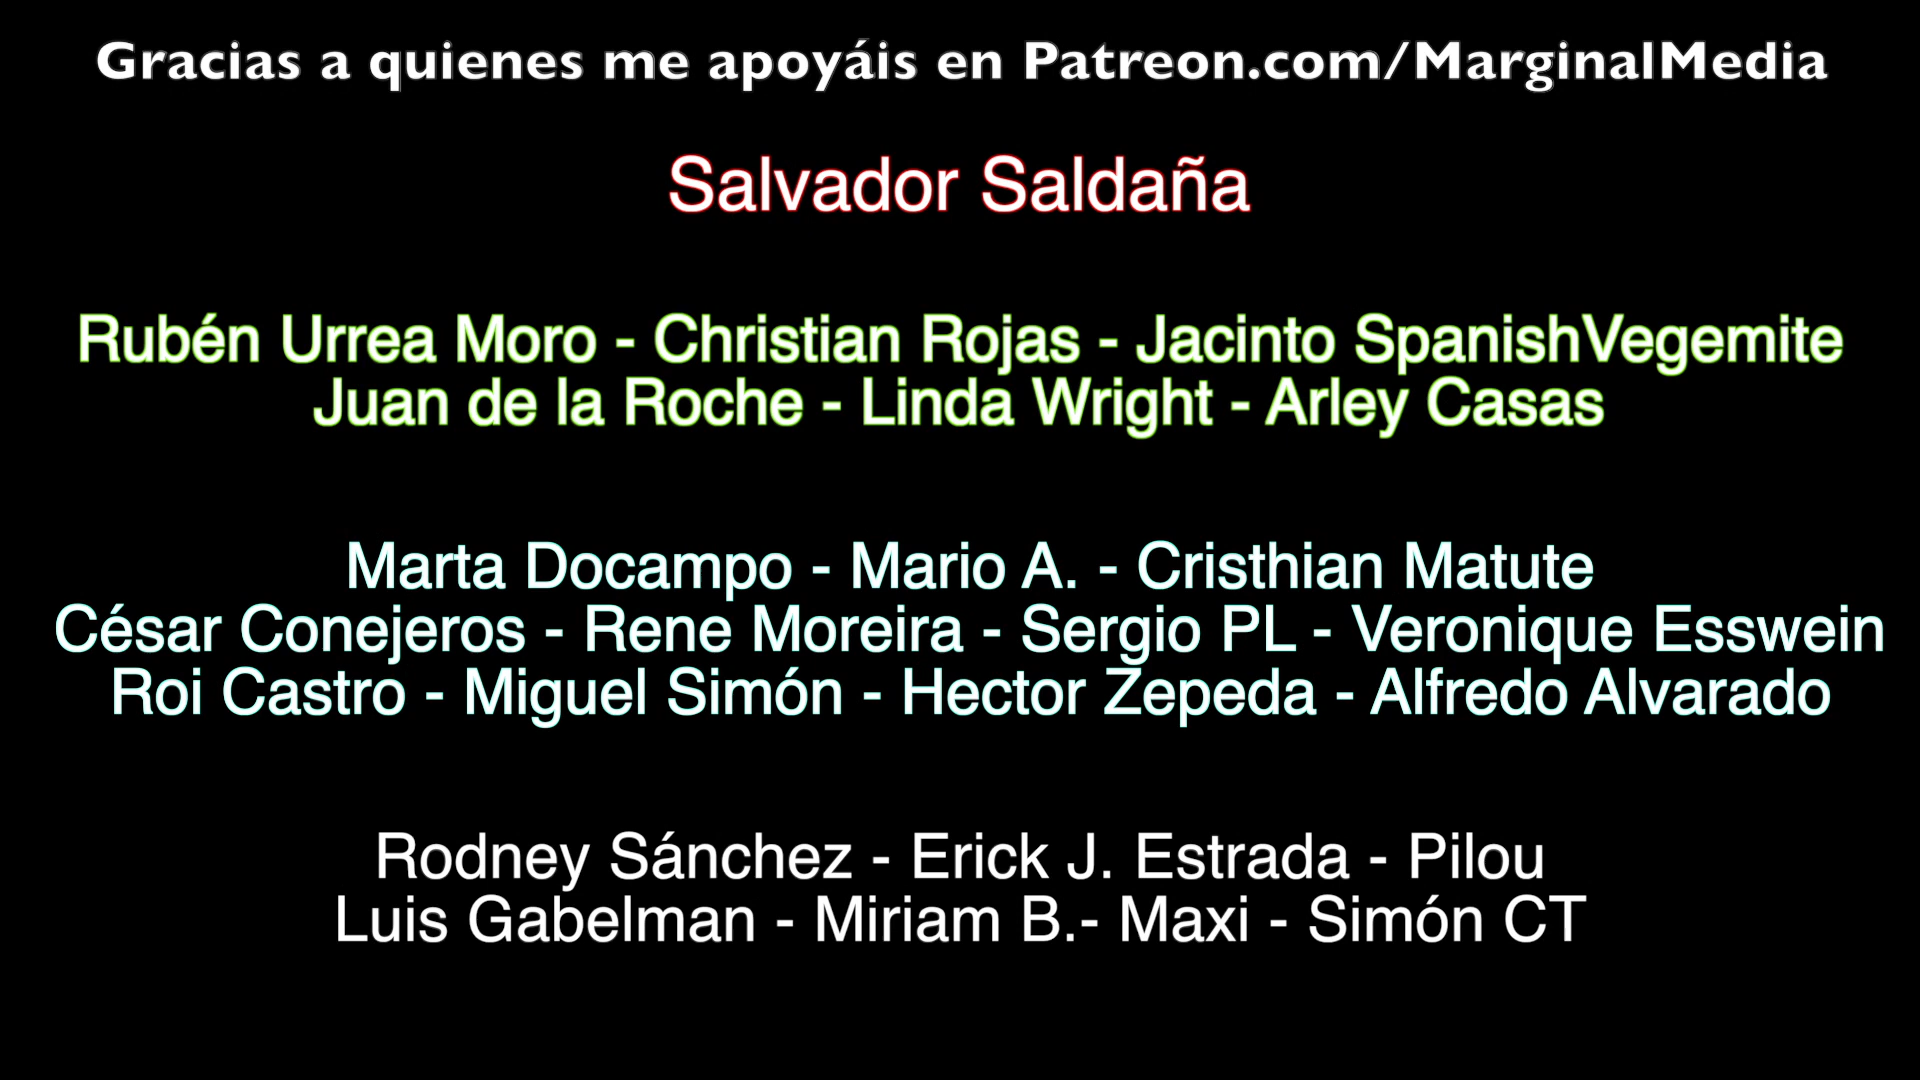 Gracias a quienes me apoyáis en Patreon.com/MarginalMedia
Salvador Saldaña
Rubén Urrea Moro - Christian Rojas - Jacinto SpanishVegemite
Juan de la Roche - Linda Wright - Arley Casas
Marta Docampo - Mario A. - Cristhian Matute
César Conejeros - Rene Moreira - Sergio PL - Veronique Esswein
Roi Castro - Miguel Simón - Hector Zepeda - Alfredo Alvarado
Rodney Sánchez - Erick J. Estrada - Pilou
Luis Gabelman - Miriam B.- Maxi - Simón CT